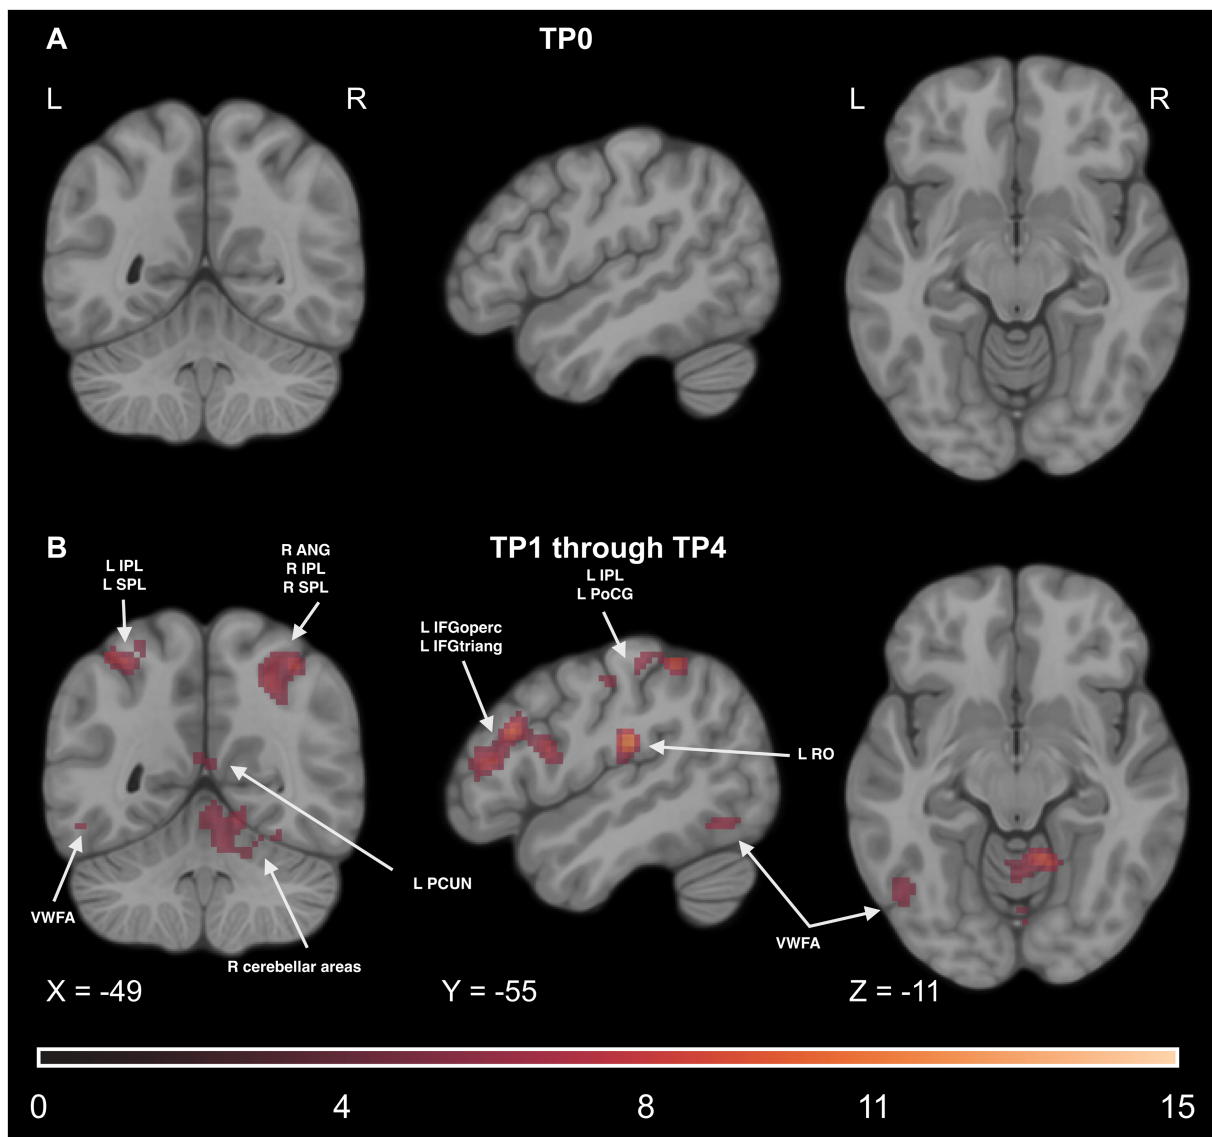 A
TP0
L
R
L
R
B
TP1 through TP4
L IPL
L SPL
R ANG
R IPL
R SPL
L IPL
L PoCG
L IFGoperc
L IFGtriang
L RO
L PCUN
VWFA
VWFA
R cerebellar areas
X = -49
Y = -55
Z = -11
0
4
8
11
15